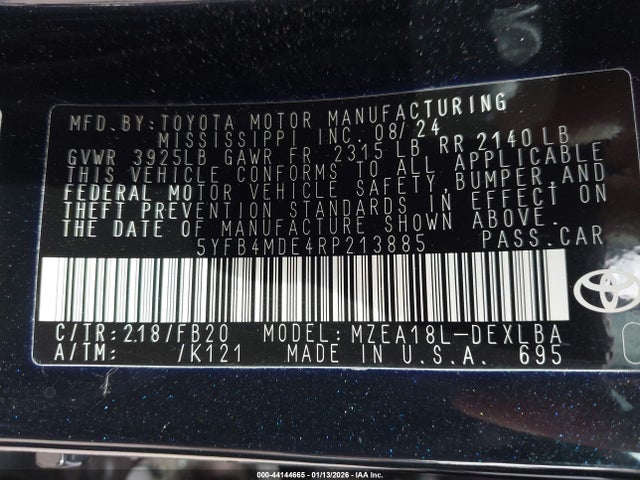 MFD.BY:TOYOTA MOTOR MANUFACTURING
MISSISSIPPI INC. 08/24
GVWR 3925LB GAWR FR 2315 LB RR 2140LB
THIS VEHICLE CONFORMS TO ALL APPLICABLE
FEDERAL MOTOR VEHICLE SAFETY,BUMPER,AND
THEFT PREVENTION STANDARDS IN EFFECT ON
THE DATE OF MANUFACTURE SHOWN ABOVE.
5YFB4MDE4RP213885 PASS.CAR
C/TR:218/FB20 MODEL:MZEA18L-DEXLBA
A/TM: /K121 MADE IN U.S.A. 695
000-44144665 - 01/13/2026 - IAA Inc.